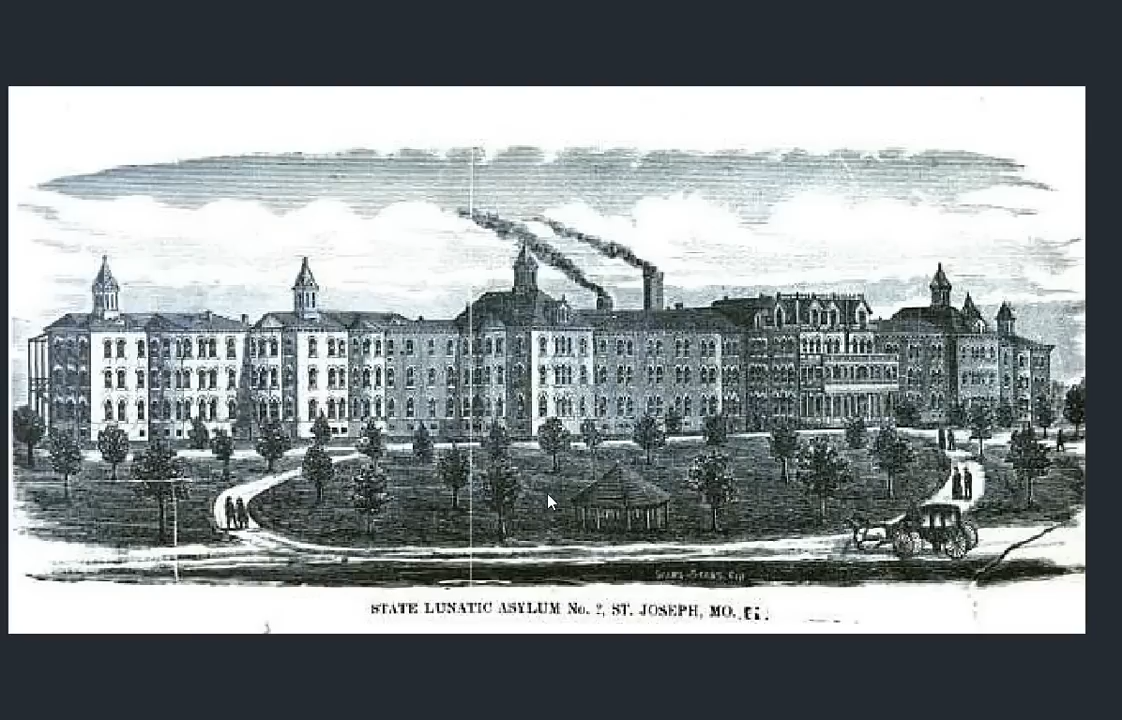 STATE LUNATIC ASYLUM No. 2, ST. JOSEPH, MO.